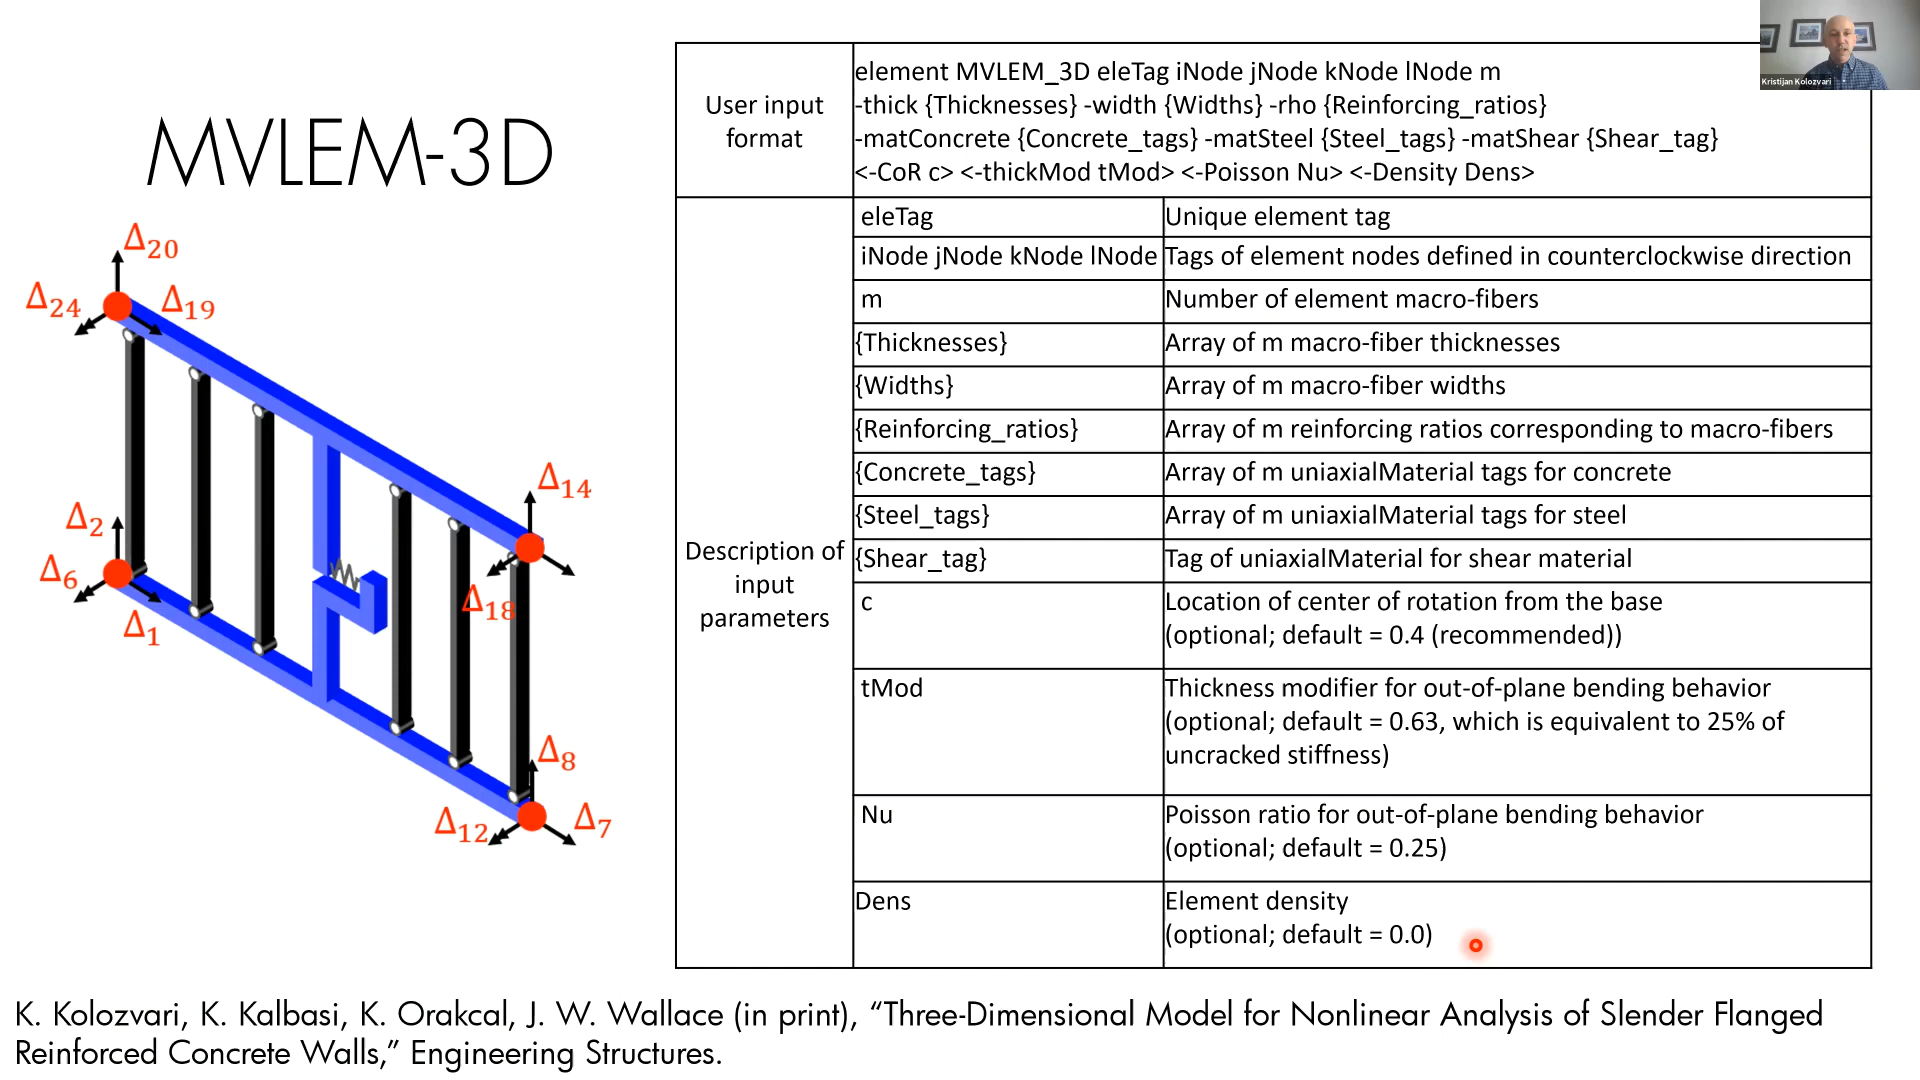 MVLEM-3D
Δ20
Δ24
Δ19
Δ14
Δ2
Δ6
Δ18
Δ1
Δ8
Δ12
Δ7
User input
format
element MVLEM_3D eleTag iNode jNode kNode lNode m
-thick {Thicknesses} -width {Widths} -rho {Reinforcing_ratios}
-matConcrete {Concrete_tags} -matSteel {Steel_tags} -matShear {Shear_tag}
<-CoR c> <-thickMod tMod> <-Poisson Nu> <-Density Dens>
Description of
input
parameters
eleTag
Unique element tag
iNode jNode kNode lNode
Tags of element nodes defined in counterclockwise direction
m
Number of element macro-fibers
{Thicknesses}
Array of m macro-fiber thicknesses
{Widths}
Array of m macro-fiber widths
{Reinforcing_ratios}
Array of m reinforcing ratios corresponding to macro-fibers
{Concrete_tags}
Array of m uniaxialMaterial tags for concrete
{Steel_tags}
Array of m uniaxialMaterial tags for steel
{Shear_tag}
Tag of uniaxialMaterial for shear material
c
Location of center of rotation from the base
(optional; default = 0.4 (recommended))
tMod
Thickness modifier for out-of-plane bending behavior
(optional; default = 0.63, which is equivalent to 25% of
uncracked stiffness)
Nu
Poisson ratio for out-of-plane bending behavior
(optional; default = 0.25)
Dens
Element density
(optional; default = 0.0)
Kristijan Kolozvari
K. Kolozvari, K. Kalbasi, K. Orakcal, J. W. Wallace (in print), “Three-Dimensional Model for Nonlinear Analysis of Slender Flanged
Reinforced Concrete Walls,” Engineering Structures.